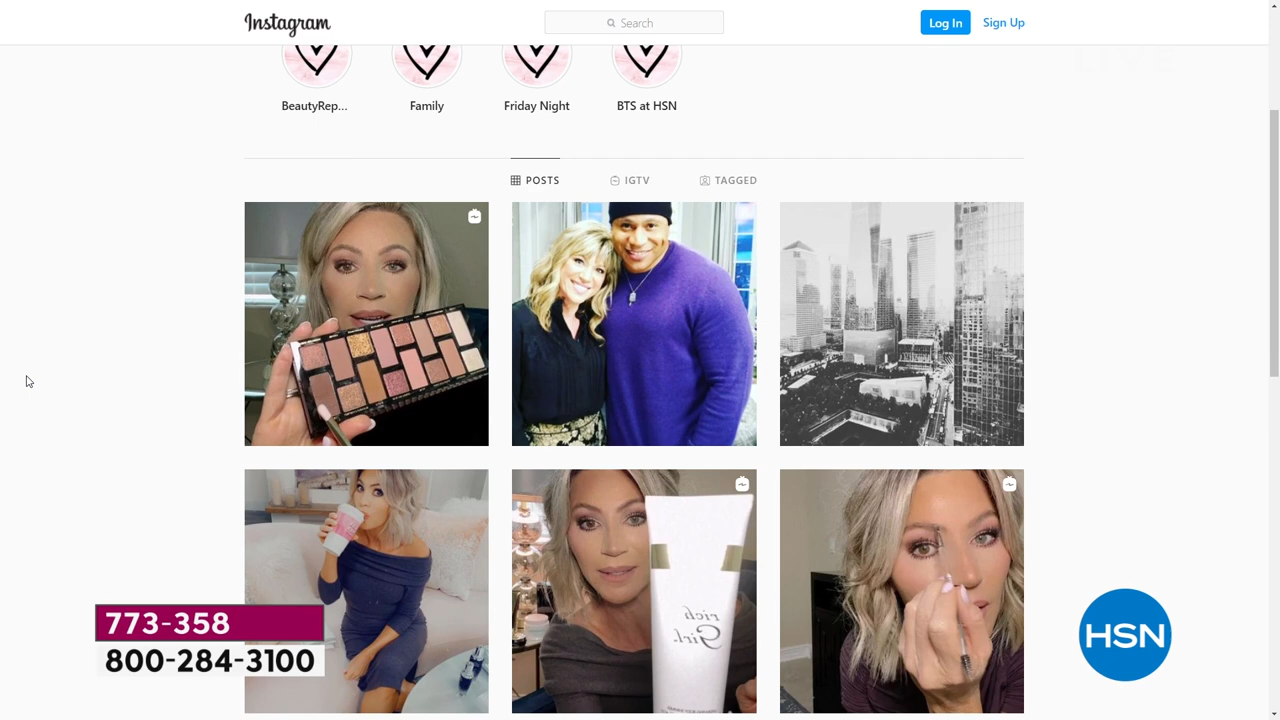 Instagram
Search
Log In
Sign Up
BeautyRep...
Family
Friday Night
BTS at HSN
POSTS
IGTV
TAGGED
rich
Girl.
773-358
800-284-3100
HSN